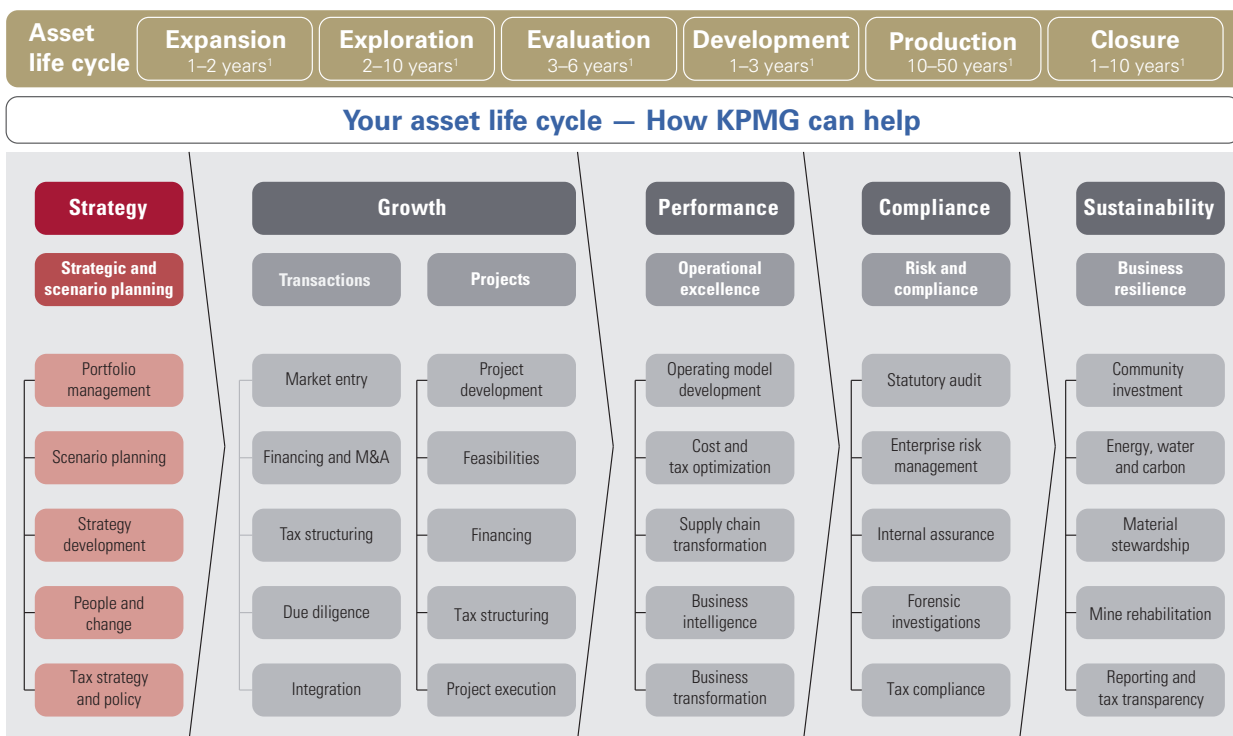 Asset
life cycle
Expansion
1–2 years¹
Exploration
2–10 years¹
Evaluation
3–6 years¹
Development
1–3 years¹
Production
10–50 years¹
Closure
1–10 years¹
Your asset life cycle — How KPMG can help
Strategy
Strategic and
scenario planning
Portfolio
management
Scenario planning
Strategy
development
People and
change
Tax strategy
and policy
Growth
Transactions
Market entry
Financing and M&A
Tax structuring
Due diligence
Integration
Projects
Project
development
Feasibilities
Financing
Tax structuring
Project execution
Performance
Operational
excellence
Operating model
development
Cost and
tax optimization
Supply chain
transformation
Business
intelligence
Business
transformation
Compliance
Risk and
compliance
Statutory audit
Enterprise risk
management
Internal assurance
Forensic
investigations
Tax compliance
Sustainability
Business
resilience
Community
investment
Energy, water
and carbon
Material
stewardship
Mine rehabilitation
Reporting and
tax transparency